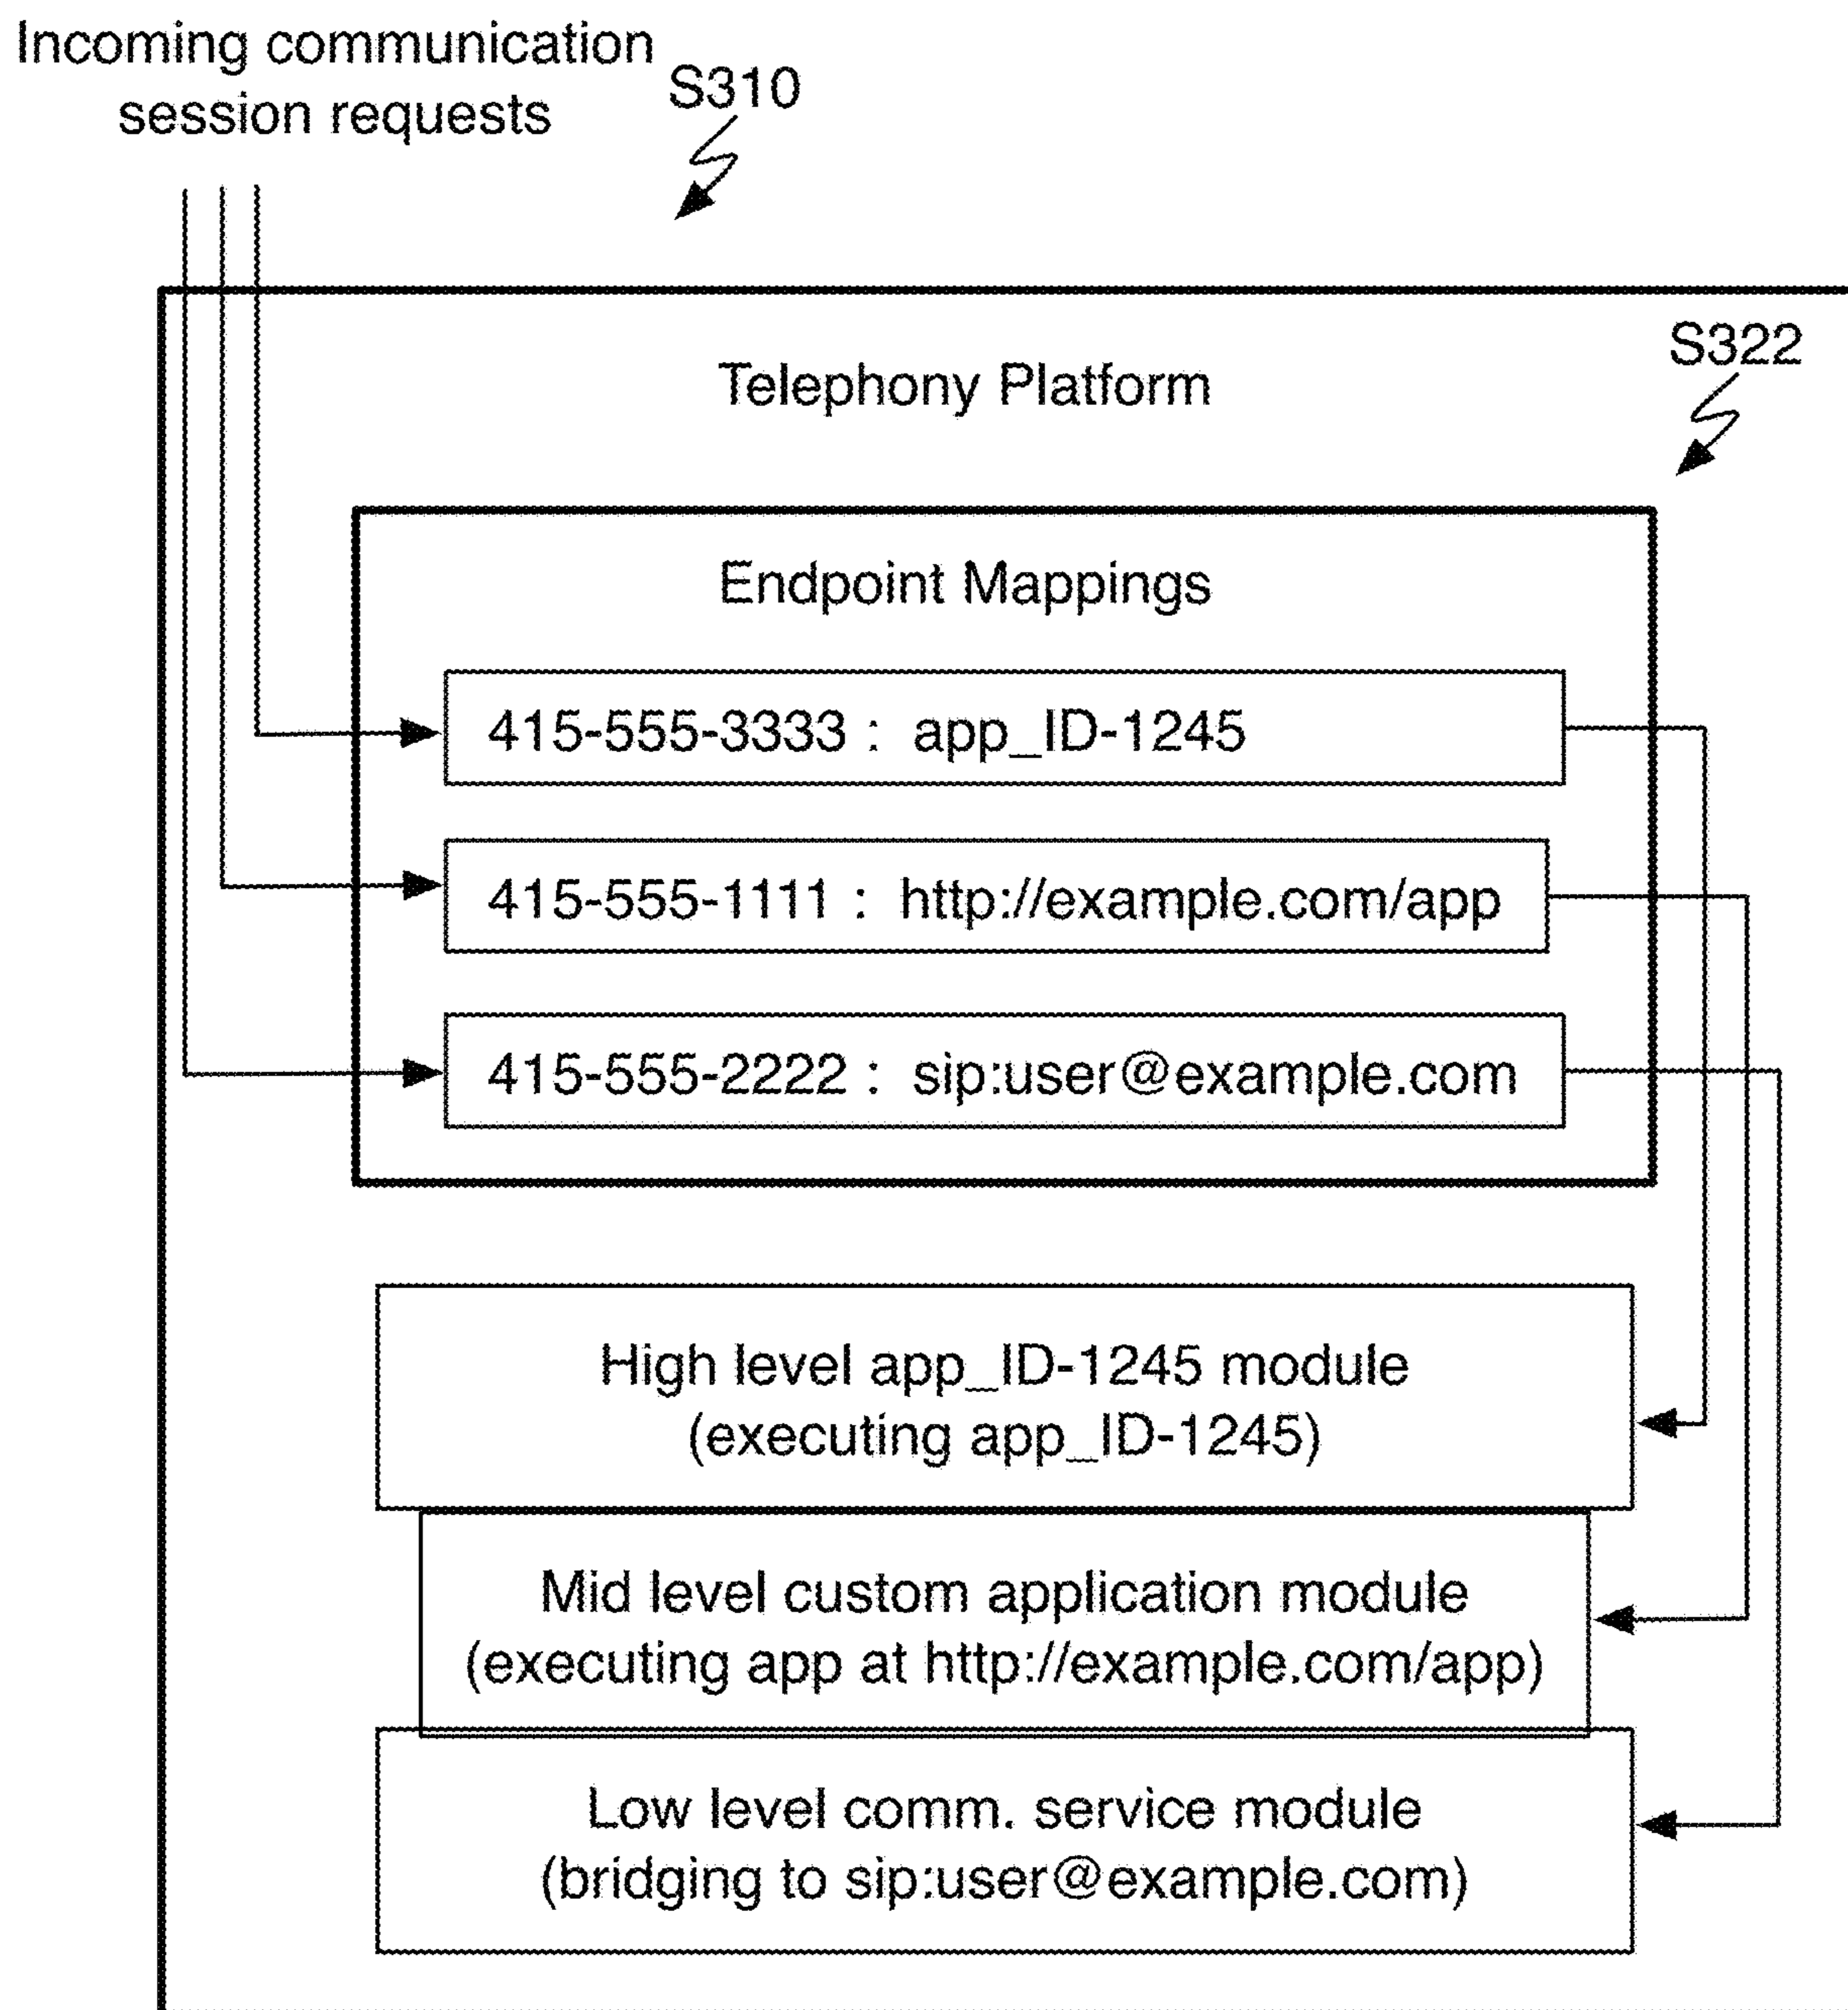 Incoming communication
session requests
S310
S322
Telephony Platform
Endpoint Mappings
415-555-3333 : app_ID-1245
415-555-1111 : http://example.com/app
415-555-2222 : sip:user@example.com
High level app_ID-1245 module
(executing app_ID-1245)
Mid level custom application module
(executing app at http://example.com/app)
Low level comm. service module
(bridging to sip:user@example.com)